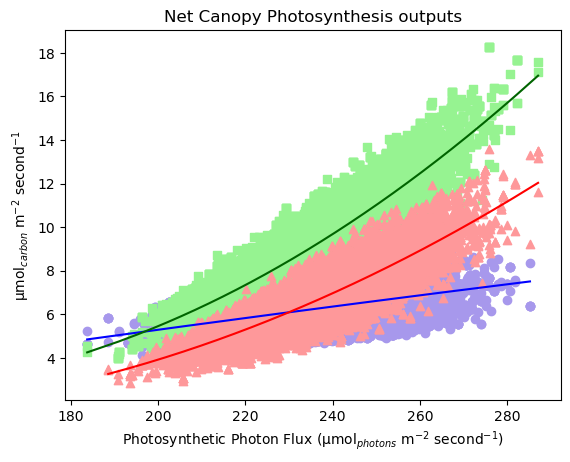 Net Canopy Photosynthesis outputs
18
16
14
12
10
8
6
4
μmol_carbon m⁻² second⁻¹
180 200 220 240 260 280
Photosynthetic Photon Flux (μmol_photons m⁻² second⁻¹)